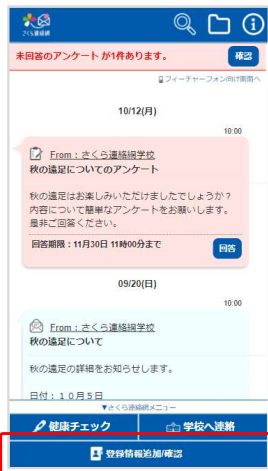 さくら連絡網
未回答のアンケートが1件あります。
確認
フィーチャーフォン向け画面へ
10/12(月)
10:00
From：さくら連絡網学校
秋の遠足についてのアンケート
秋の遠足はお楽しみいただけましたでしょうか？
内容について簡単なアンケートをお願いします。
是非ご回答ください。
回答期限：11月30日 11時00分まで
回答
09/20(日)
10:00
From：さくら連絡網学校
秋の遠足について
秋の遠足の詳細をお知らせします。
日付：１０月５日
▼さくら連絡網メニュー
健康チェック
学校へ連絡
登録情報追加/確認